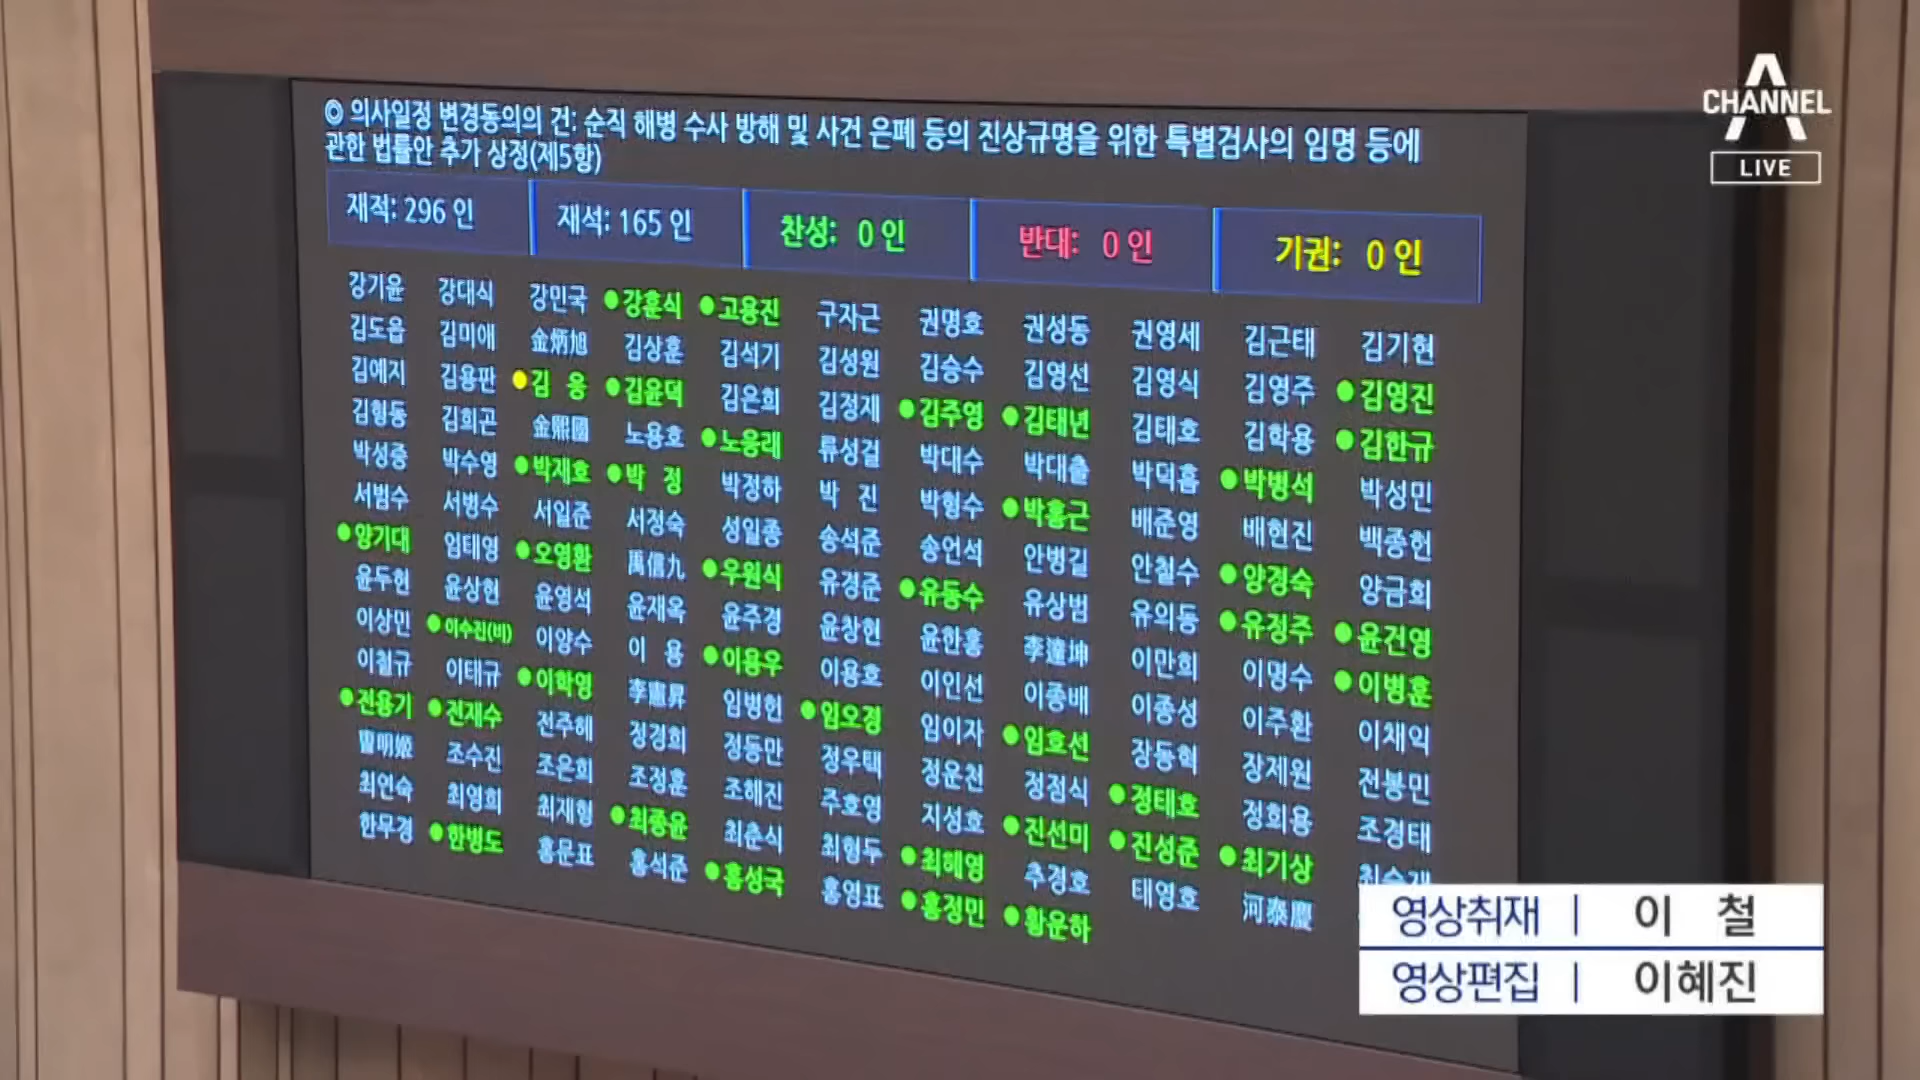 CHANNEL A
LIVE
◎ 의사일정 변경동의의 건: 순직 해병 수사 방해 및 사건 은폐 등의 진상규명을 위한 특별검사의 임명 등에
관한 법률안 추가 상정(제5항)
재적: 296 인 재석: 165 인 찬성: 0 인 반대: 0 인 기권: 0 인
강기윤 강대식 강민국 강훈식 고용진 구자근 권명호 권성동 권영세 김근태 김기현
김도읍 김미애 金炳旭 김상훈 김석기 김성원 김승수 김영선 김영식 김영주 김영진
김예지 김용판 김 웅 김윤덕 김은희 김정재 김주영 김태년 김태호 김학용 김한규
김형동 김희곤 金熙國 노용호 노웅래 류성걸 박대수 박대출 박덕흠 박병석 박성민
박성중 박수영 박재호 박 정 박정하 박 진 박형수 박홍근 배준영 배현진 백종헌
서범수 서병수 서일준 서정숙 성일종 송석준 송언석 안병길 안철수 양경숙 양금희
양기대 엄태영 오영환 禹信九 우원식 유경준 유동수 유상범 유의동 유정주 윤건영
윤두현 윤상현 윤영석 윤재옥 윤주경 윤창현 윤한홍 李達坤 이만희 이명수 이병훈
이상민 이수진(비) 이양수 이 용 이용우 이용호 이인선 이종배 이종성 이주환 이채익
이철규 이태규 이학영 李憲昇 임병헌 임오경 임이자 임호선 장동혁 장제원 전봉민
전용기 전재수 전주혜 정경희 정동만 정우택 정운천 정점식 정태호 정희용 조경태
曺明姬 조수진 조은희 조정훈 조해진 주호영 지성호 진선미 진성준 최기상
최연숙 최영희 최재형 최종윤 최춘식 최형두 최혜영 추경호 태영호 河泰慶
한무경 한병도 홍문표 홍석준 홍성국 홍영표 홍정민 황운하
영상취재 | 이 철
영상편집 | 이혜진